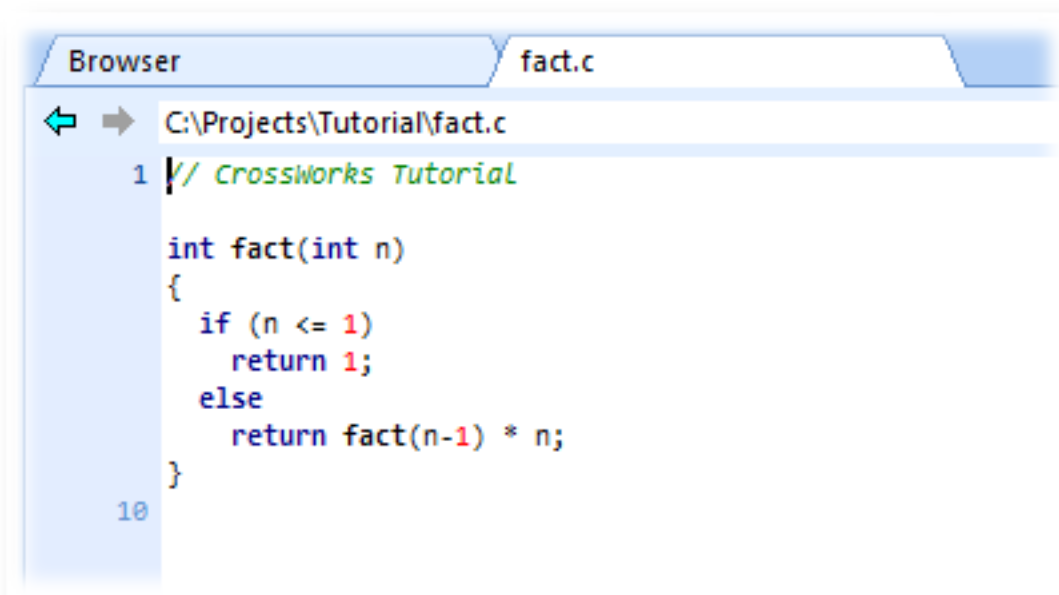 Browser fact.c
C:\Projects\Tutorial\fact.c
1 // CrossWorks Tutorial
int fact(int n)
{
if (n <= 1)
return 1;
else
return fact(n-1) * n;
}
10